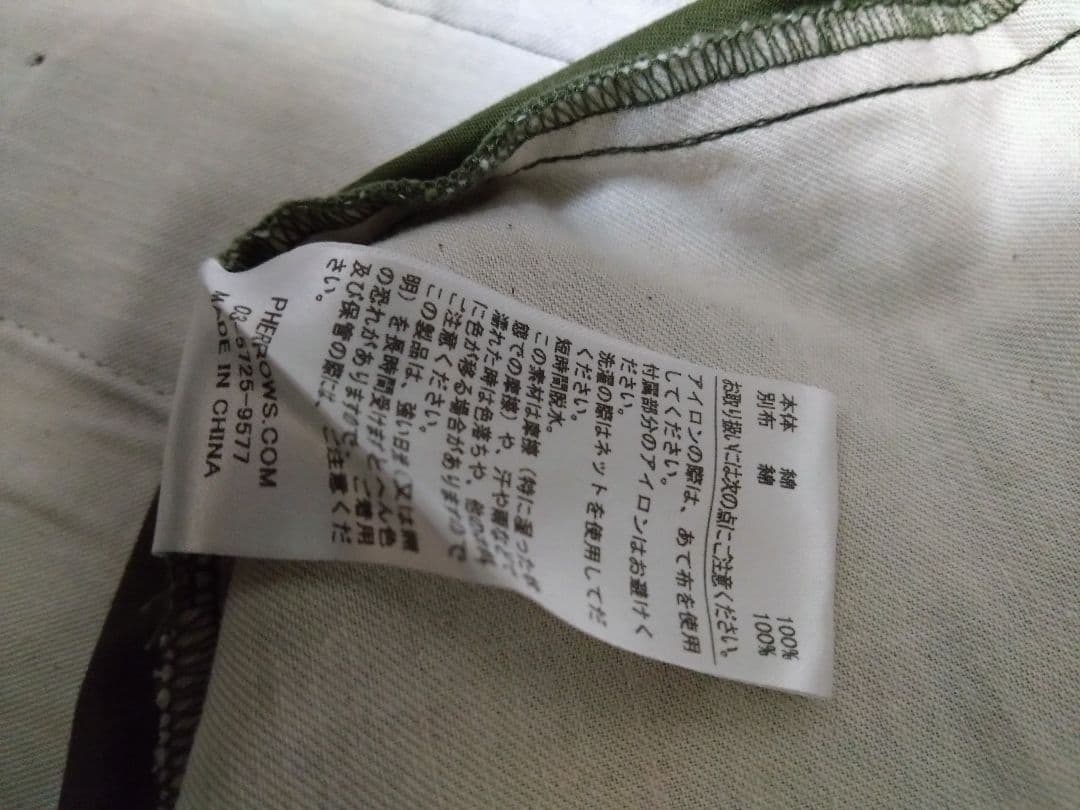 本体 綿 100%
別布 綿 100%
お取り扱いには次の点にご注意ください。
アイロンの際は、あて布を使用
してください。
付属部分のアイロンはお避けく
ださい。
洗濯の際はネットを使用してだ
ください。
短時間脱水。
この素材は摩擦(特に湿った状
態での摩擦)や、汗や雨などで
濡れた時は色落ちや、他の
に色が移る場合がありますので
ご注意ください。
この製品は、強い日光(又は照
明)を長時間受けますと へん色
の恐れがありますので、ご着用
及び保管の際には、ご注意くだ
さい。
PHERROWS.COM
03-6725-9577
MADE IN CHINA